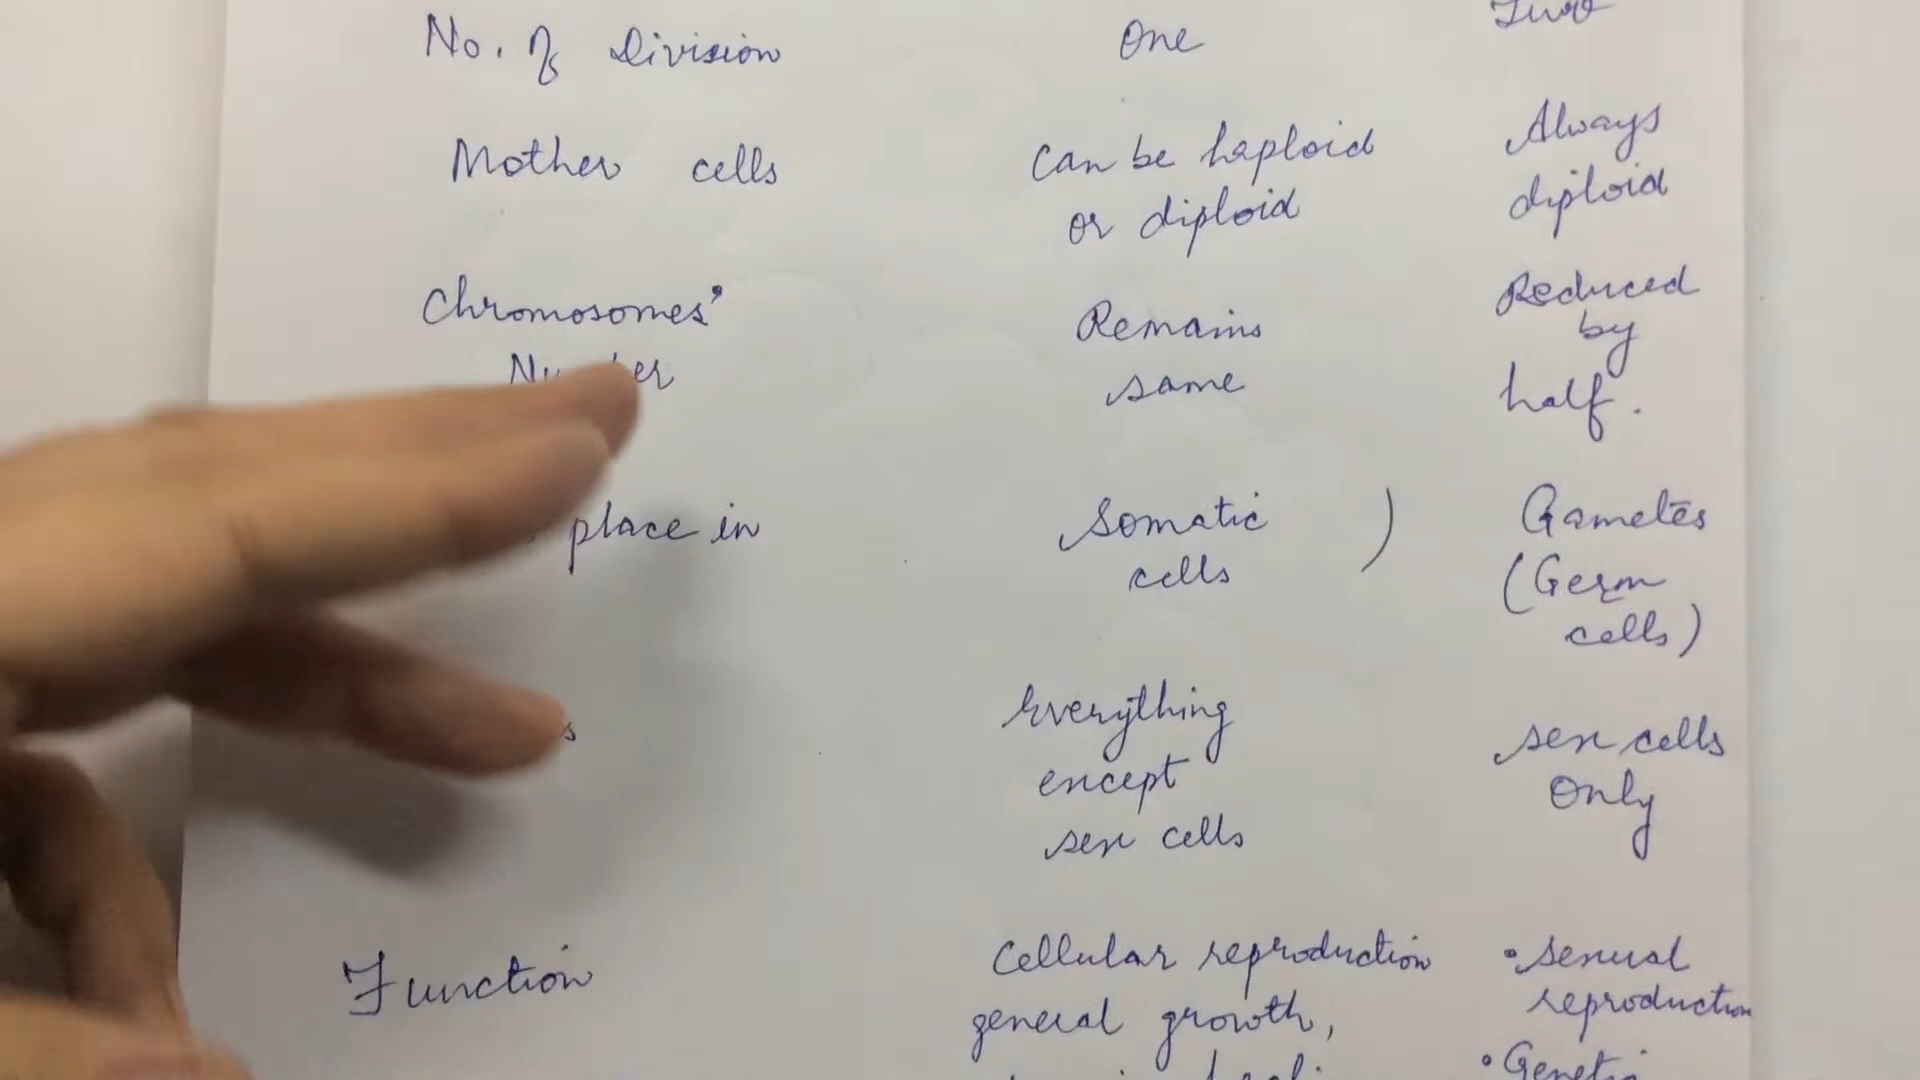 No. of Division One Two
Mother cells Can be haploid Always
or diploid diploid
Chromosomes' Remains Reduced
by
same half.
place in Somatic ) Gametes
cells (Germ
cells)
Everything sex cells
except Only
sex cells
Function Cellular reproduction • Sexual
general growth, reproduction
• Genetic